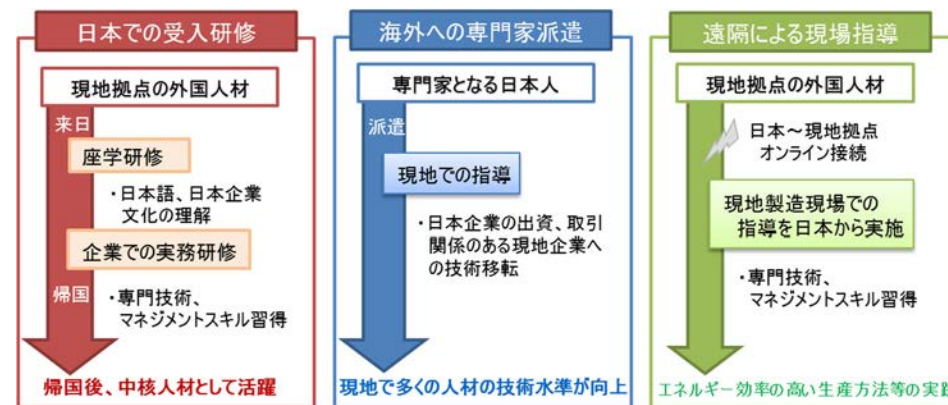 日本での受入研修
現地拠点の外国人材
来日
座学研修
・日本語、日本企業
文化の理解
企業での実務研修
帰国
・専門技術、
マネジメントスキル習得
帰国後、中核人材として活躍
海外への専門家派遣
専門家となる日本人
派遣
現地での指導
・日本企業の出資、取引
関係のある現地企業へ
の技術移転
現地で多くの人材の技術水準が向上
遠隔による現場指導
現地拠点の外国人材
日本～現地拠点
オンライン接続
現地製造現場での
指導を日本から実施
・専門技術、
マネジメントスキル習得
エネルギー効率の高い生産方法等の実践